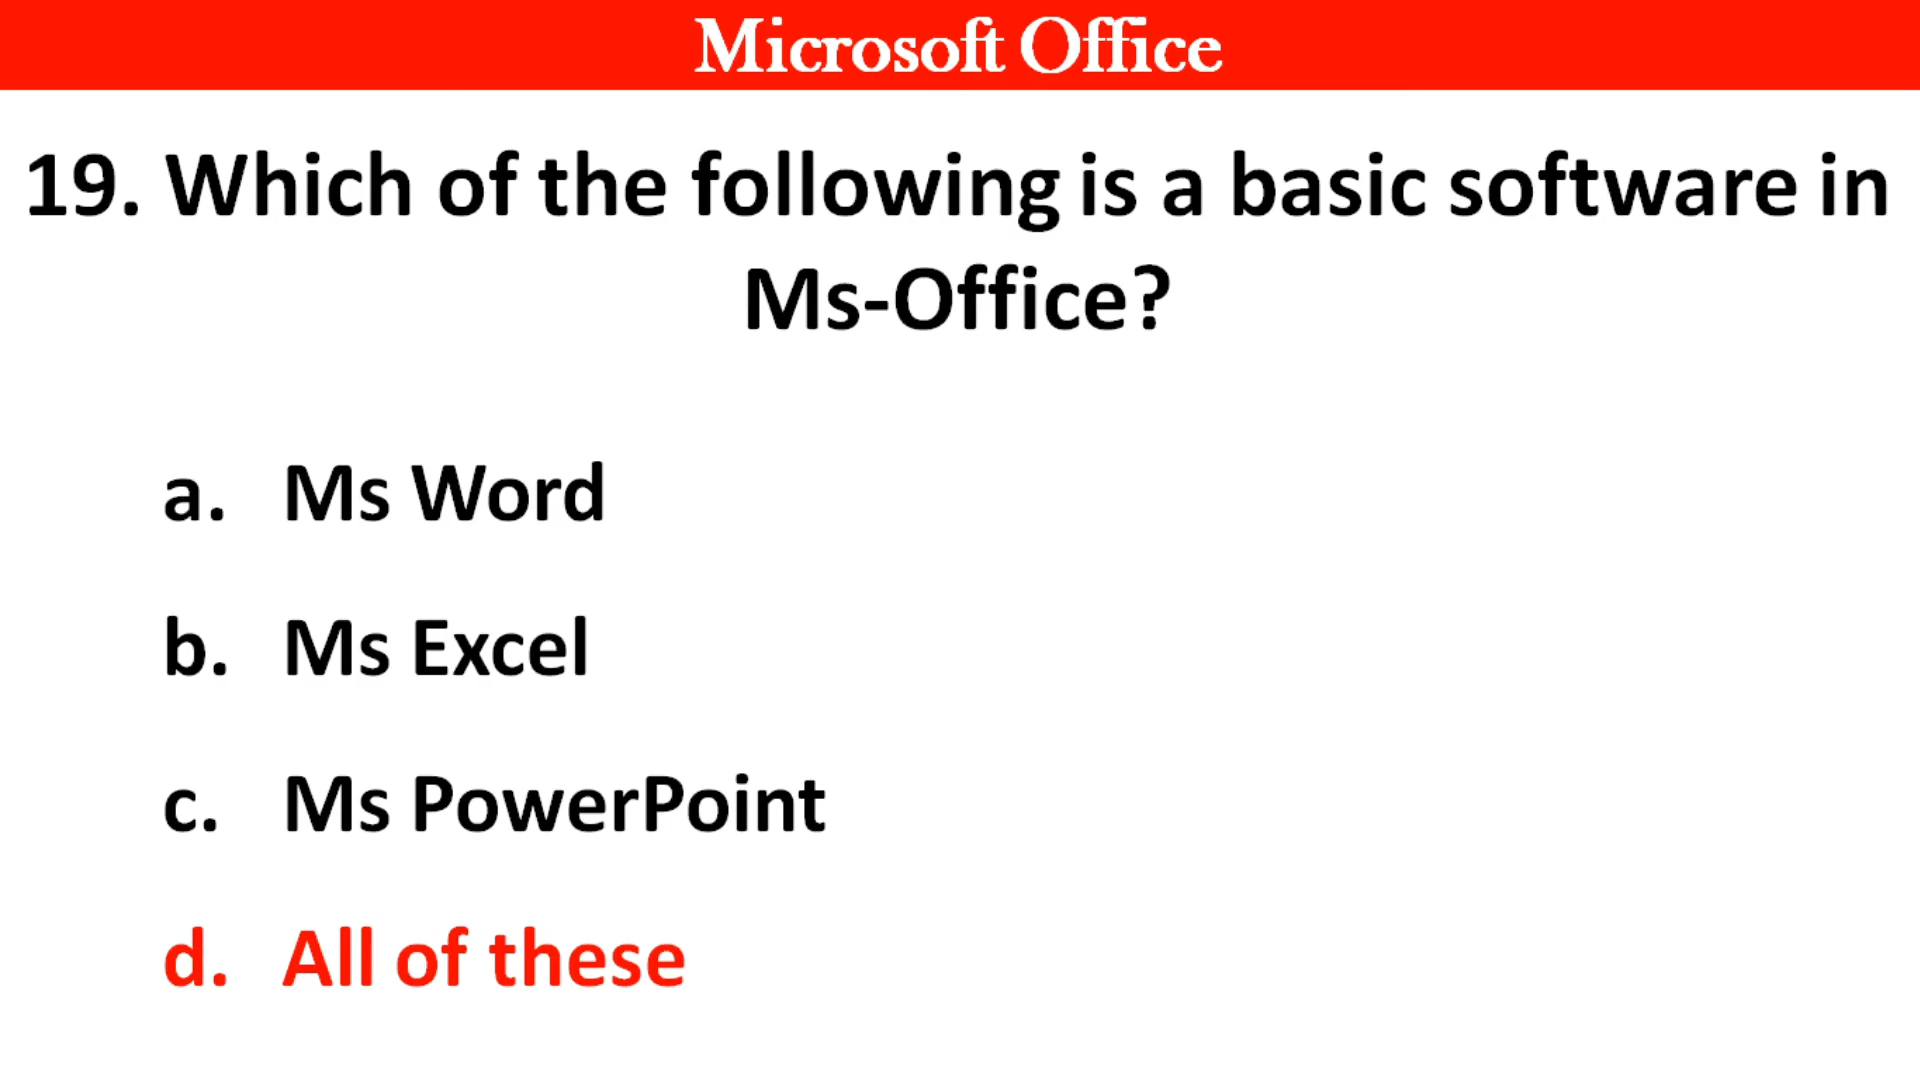 Microsoft Office
19. Which of the following is a basic software in
Ms-Office?
a. Ms Word
b. Ms Excel
c. Ms PowerPoint
d. All of these